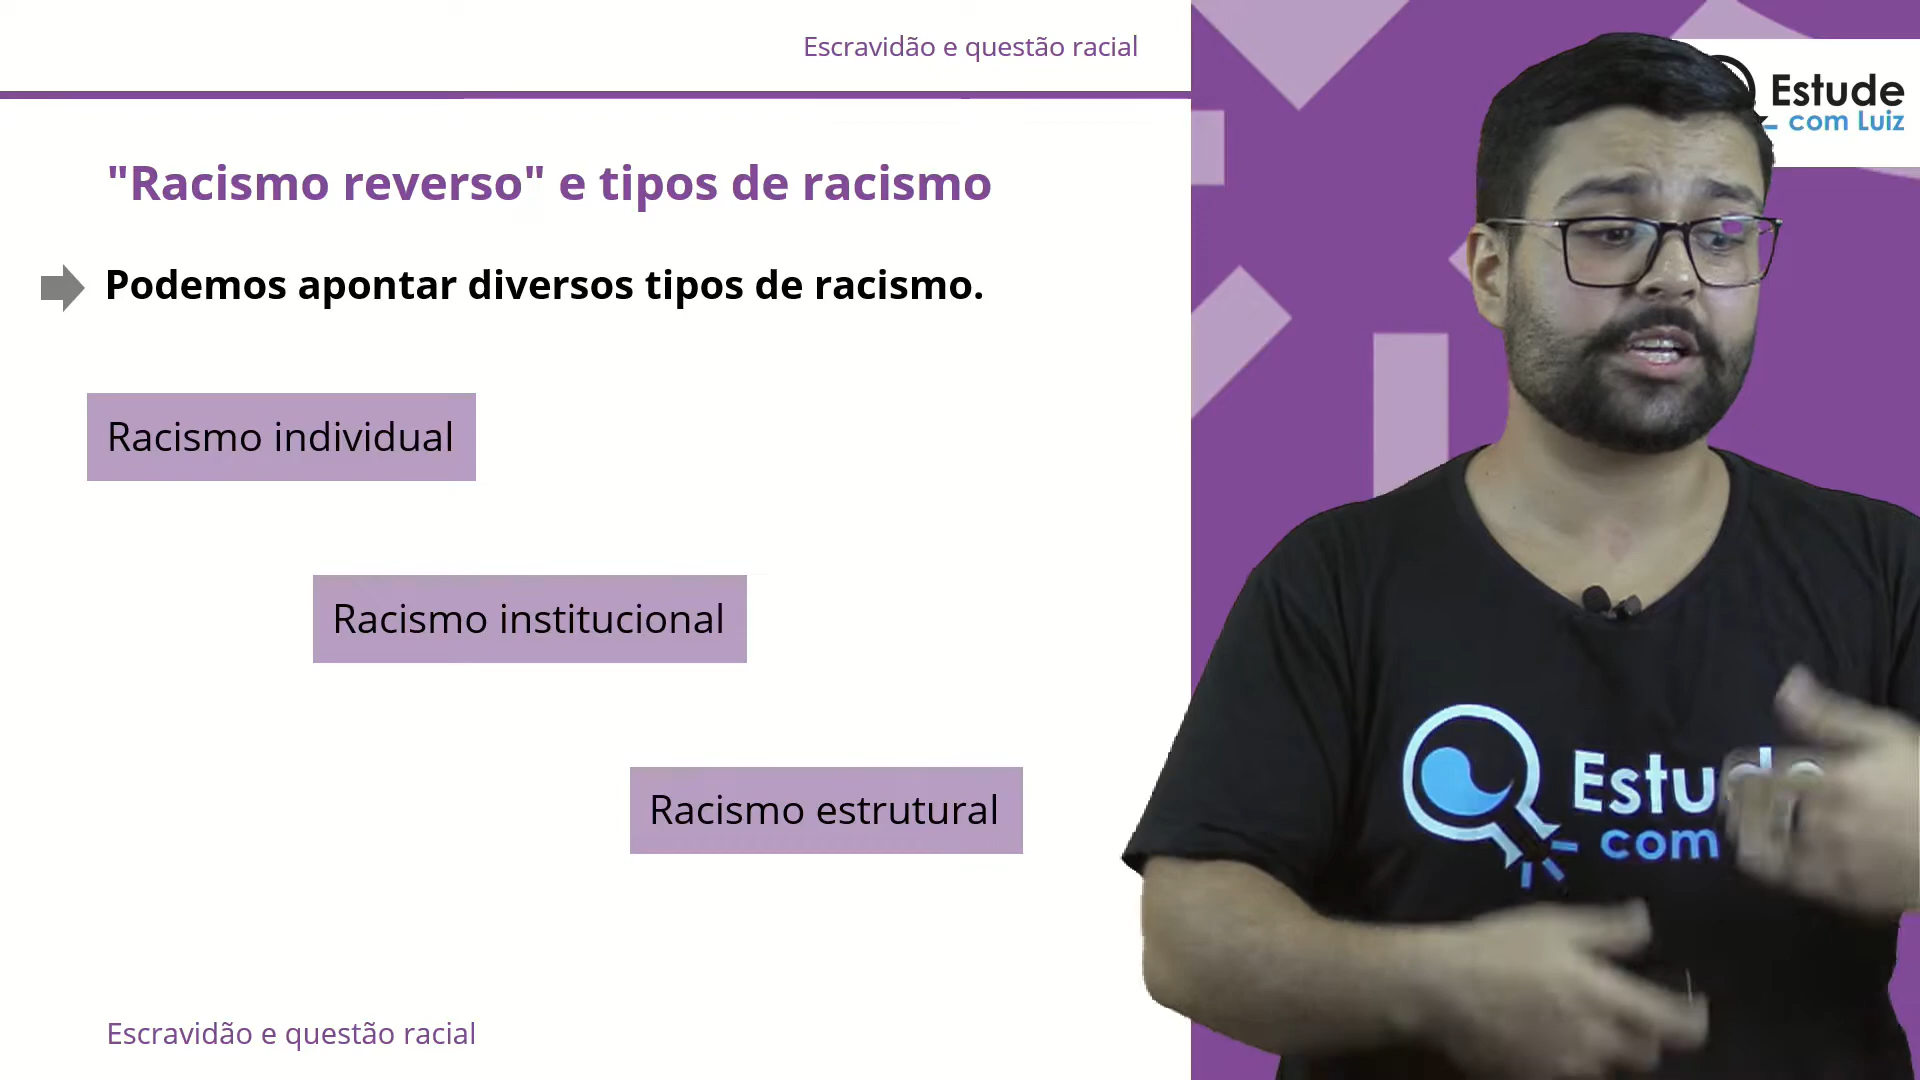 Escravidão e questão racial
"Racismo reverso" e tipos de racismo
Podemos apontar diversos tipos de racismo.
Racismo individual
Racismo institucional
Racismo estrutural
Escravidão e questão racial
Estude
com Luiz
Estu
com